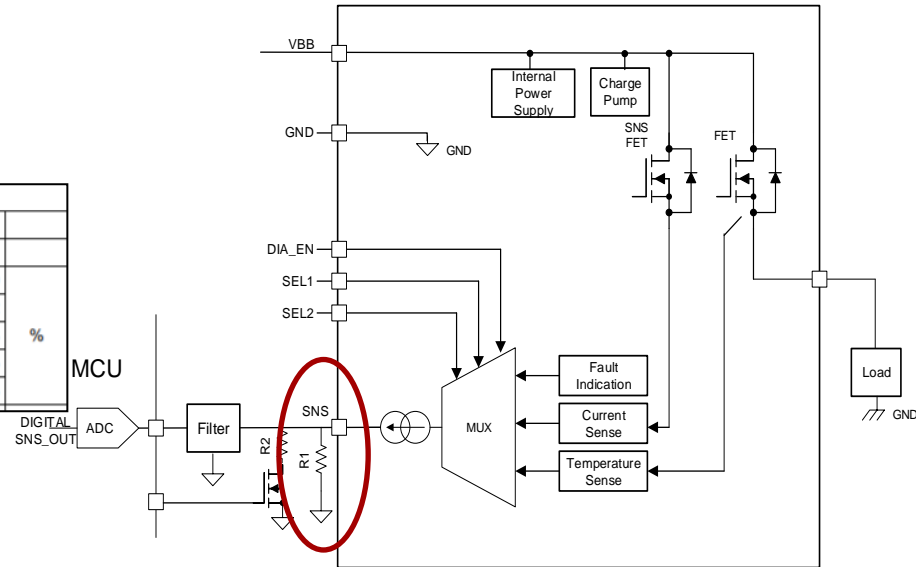 VBB
Internal
Power
Supply
Charge
Pump
SNS
FET
FET
GND
GND
DIA_EN
SEL1
SEL2
%
MCU
DIGITAL
SNS_OUT
ADC
Filter
R2
R1
SNS
MUX
Fault
Indication
Current
Sense
Temperature
Sense
Load
GND